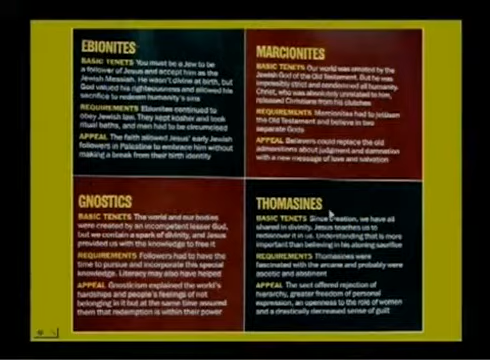 EBIONITES
BASIC TENETS You must be a Jew to be
a follower of Jesus and accept him as the
Jewish Messiah. He wasn't divine at birth, but
God valued his righteousness and allowed his
sacrifice to redeem humanity's sins
REQUIREMENTS Ebionites continued to
obey Jewish law. They kept kosher and took
ritual baths, and men had to be circumcised
APPEAL The faith allowed Jesus' early Jewish
followers in Palestine to embrace him without
making a break from their birth identity
MARCIONITES
BASIC TENETS Our world was created by the
Jewish God of the Old Testament. But he was
impossibly strict and condemned all humanity.
Christ, who was absolutely unrelated to him,
released Christians from his clutches
REQUIREMENTS Marcionites had to jettison
the Old Testament and believe in two
separate Gods
APPEAL Believers could replace the old
admonitions about judgment and damnation
with a new message of love and salvation
GNOSTICS
BASIC TENETS The world and our bodies
were created by an incompetent lesser God,
but we contain a spark of divinity, and Jesus
provided us with the knowledge to free it
REQUIREMENTS Followers had to have the
time to pursue and incorporate this special
knowledge. Literacy may also have helped
APPEAL Gnosticism explained the world's
hardships and people's feelings of not
belonging in it but at the same time assured
them that redemption is within their power
THOMASINES
BASIC TENETS Since creation, we have all
shared in divinity. Jesus teaches us to
rediscover it in us. Understanding that is more
important than believing in his atoning sacrifice
REQUIREMENTS Thomasines were
fascinated with the arcane and probably were
ascetic and abstinent
APPEAL The sect offered rejection of
hierarchy, greater freedom of personal
expression, an openness to the role of women
and a drastically decreased sense of guilt